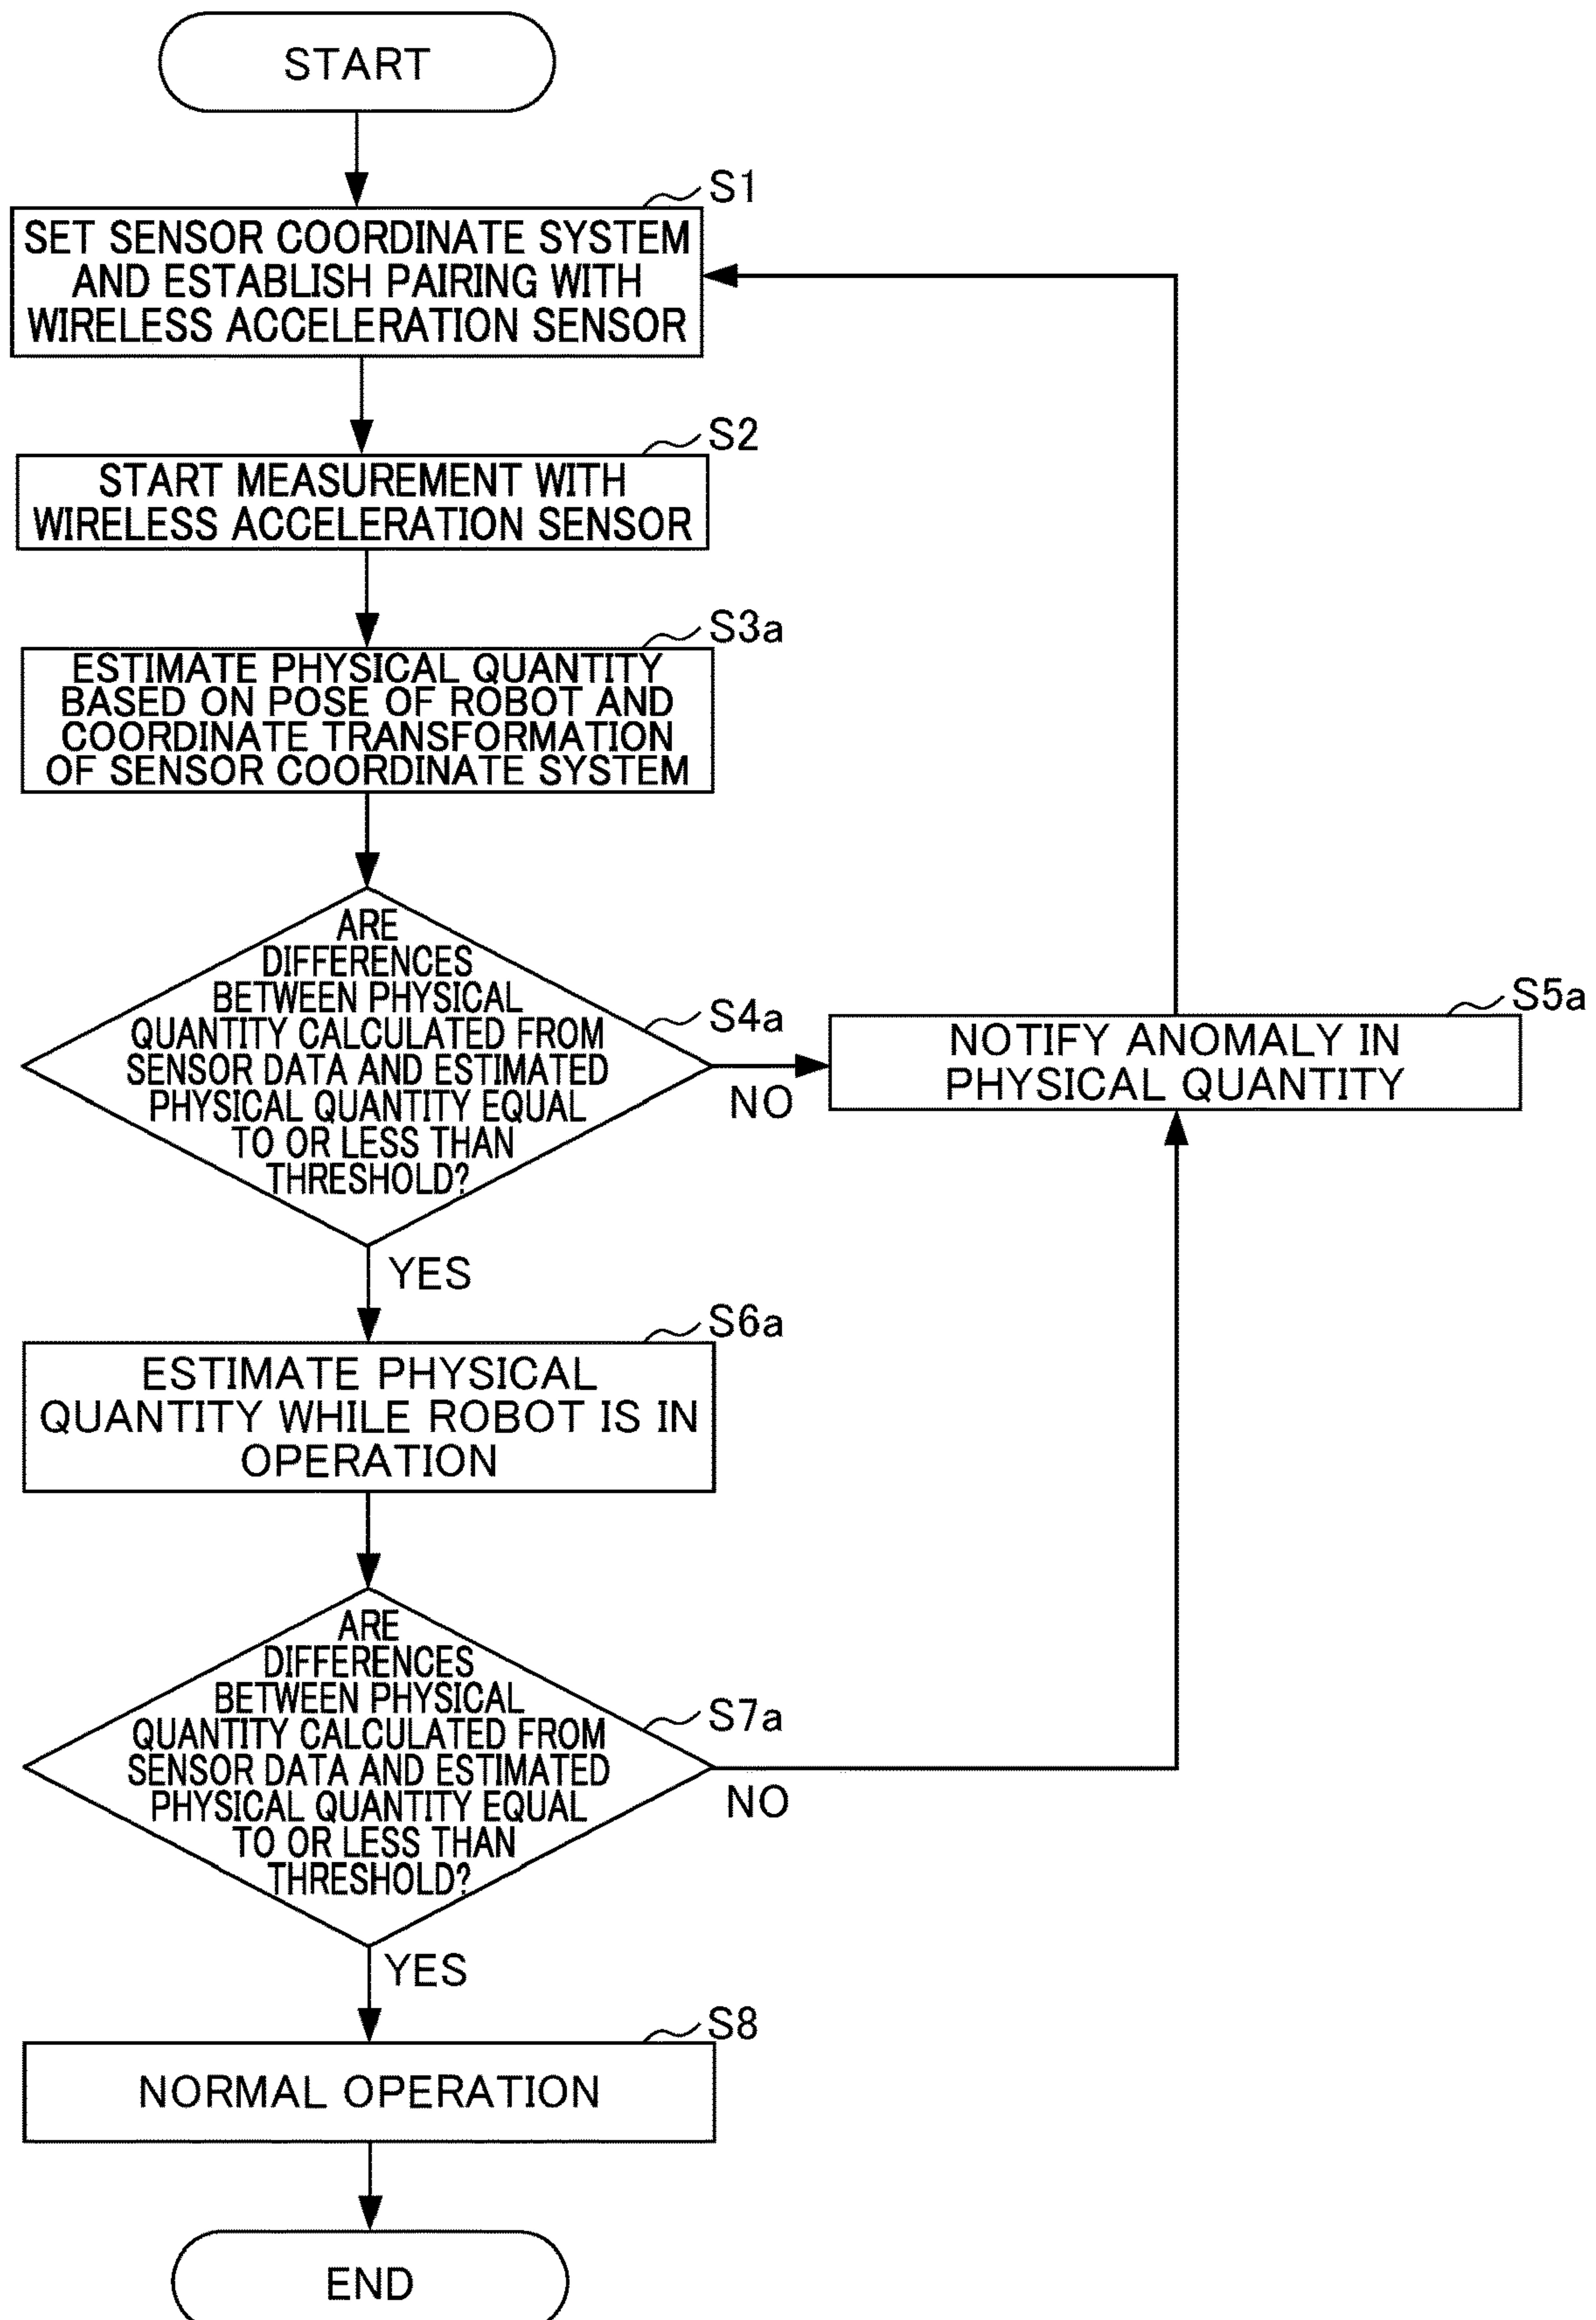 START
S1
SET SENSOR COORDINATE SYSTEM
AND ESTABLISH PAIRING WITH
WIRELESS ACCELERATION SENSOR
S2
START MEASUREMENT WITH
WIRELESS ACCELERATION SENSOR
S3a
ESTIMATE PHYSICAL QUANTITY
BASED ON POSE OF ROBOT AND
COORDINATE TRANSFORMATION
OF SENSOR COORDINATE SYSTEM
ARE
DIFFERENCES
BETWEEN PHYSICAL
QUANTITY CALCULATED FROM
SENSOR DATA AND ESTIMATED
PHYSICAL QUANTITY EQUAL
TO OR LESS THAN
THRESHOLD?
S4a
NO
S5a
NOTIFY ANOMALY IN
PHYSICAL QUANTITY
YES
S6a
ESTIMATE PHYSICAL
QUANTITY WHILE ROBOT IS IN
OPERATION
ARE
DIFFERENCES
BETWEEN PHYSICAL
QUANTITY CALCULATED FROM
SENSOR DATA AND ESTIMATED
PHYSICAL QUANTITY EQUAL
TO OR LESS THAN
THRESHOLD?
S7a
NO
YES
S8
NORMAL OPERATION
END